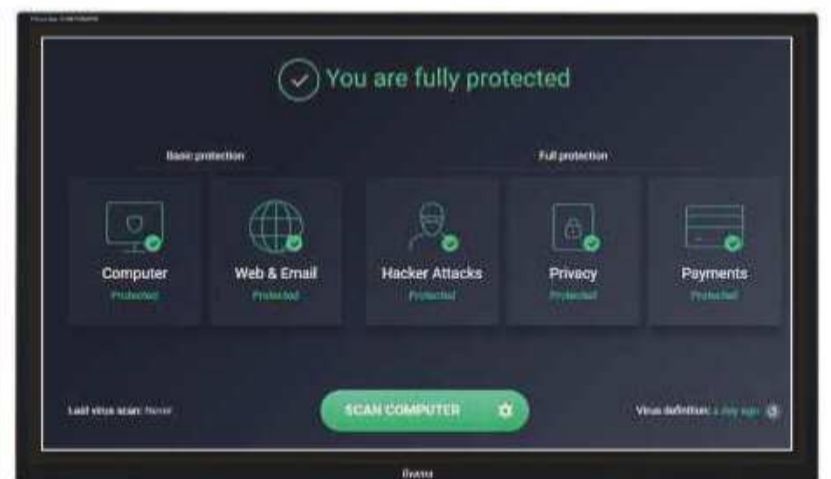 You are fully protected
Basic protection
Full protection
Computer
Protected
Web & Email
Protected
Hacker Attacks
Protected
Privacy
Protected
Payments
Protected
Last virus scan: Never
SCAN COMPUTER
Virus definition: a day ago
iiyama